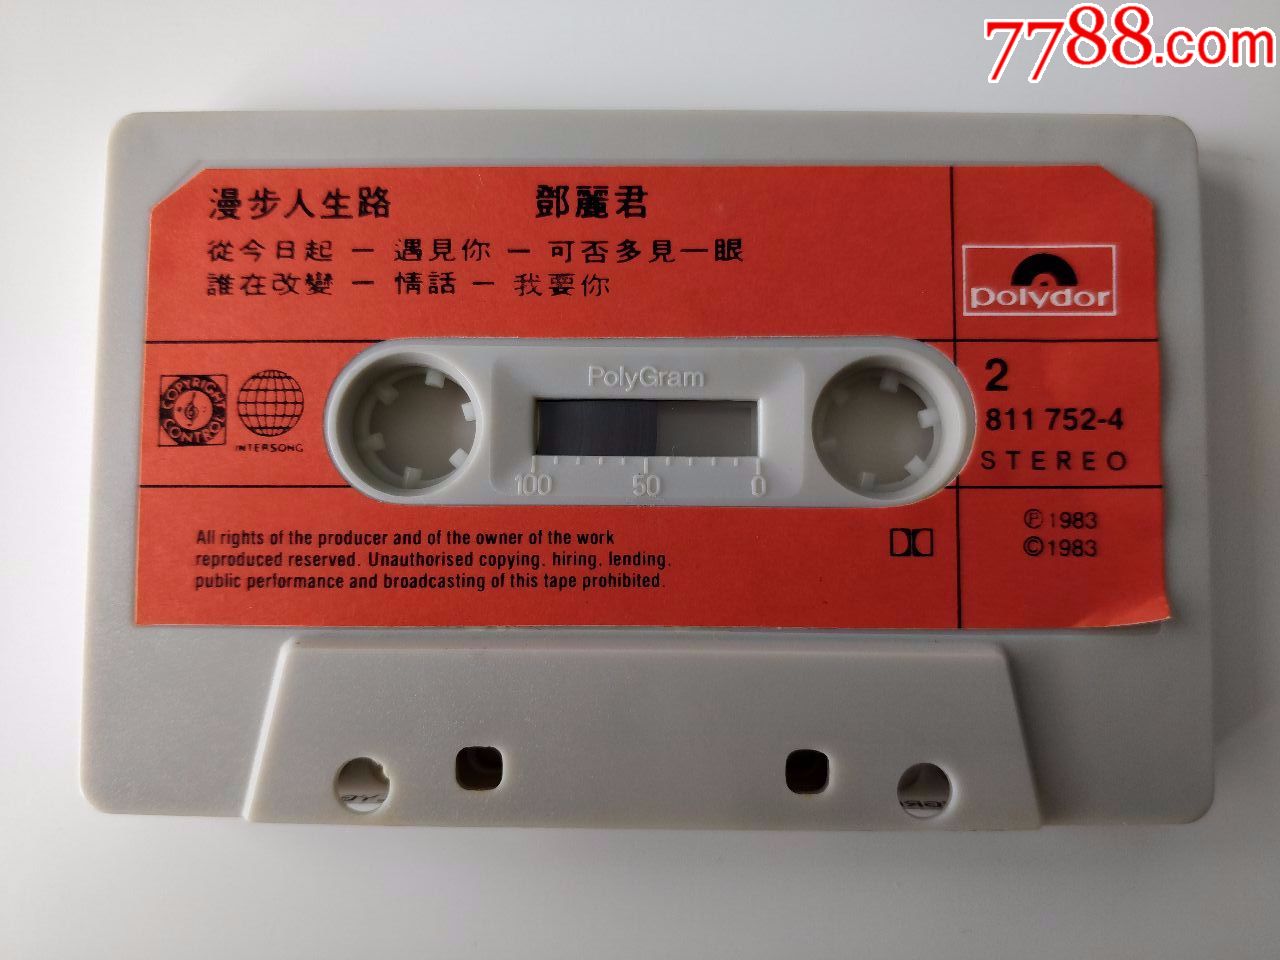 7788.com
漫步人生路 鄧麗君
從今日起 — 遇見你 — 可否多見一眼
誰在改變 — 情話 — 我要你
polydor
COPYRIGHT CONTROL
INTERSONG
PolyGram
100 50 0
2
811 752-4
STEREO
All rights of the producer and of the owner of the work
reproduced reserved. Unauthorised copying, hiring, lending,
public performance and broadcasting of this tape prohibited.
℗1983
©1983